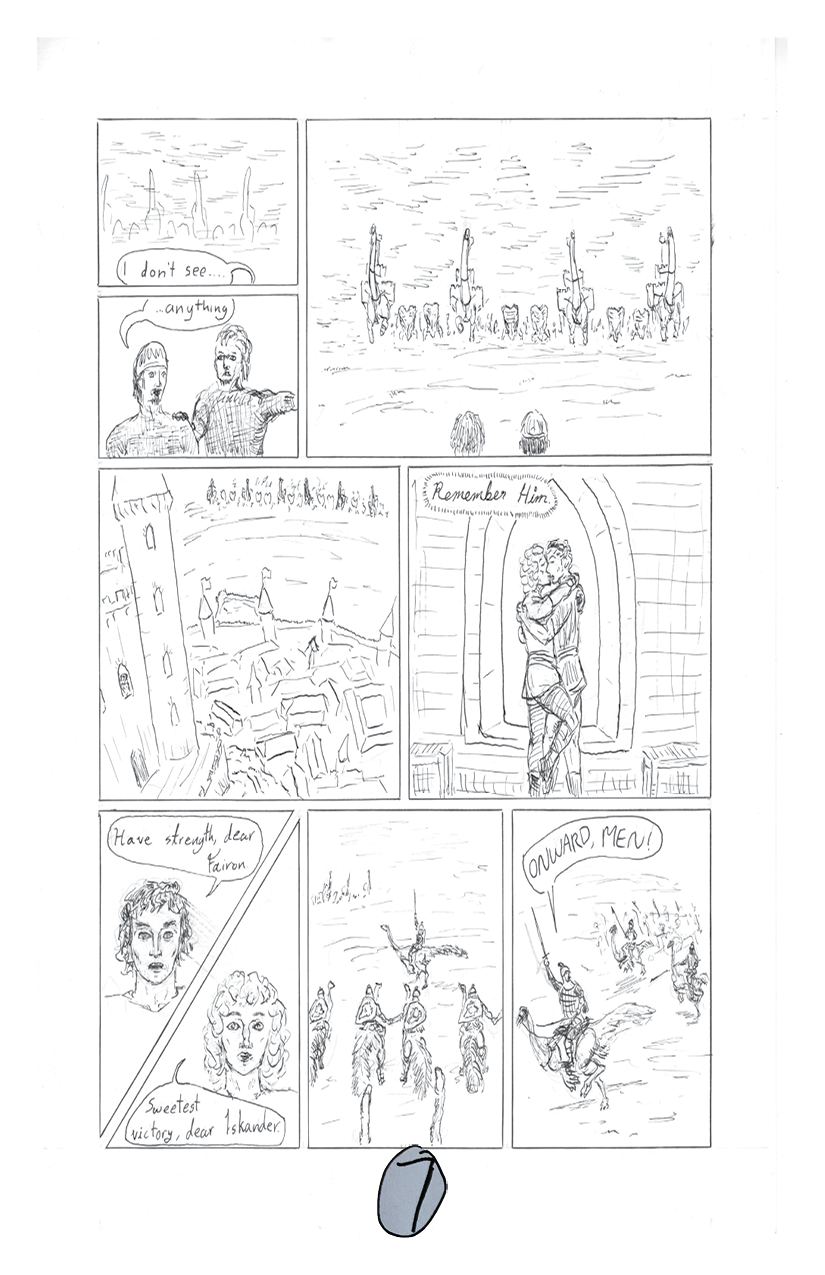 I don't see....
...anything
Remember Him.
Have strength, dear
Fairon.
Sweetest
victory, dear Iskander.
ONWARD, MEN!
7